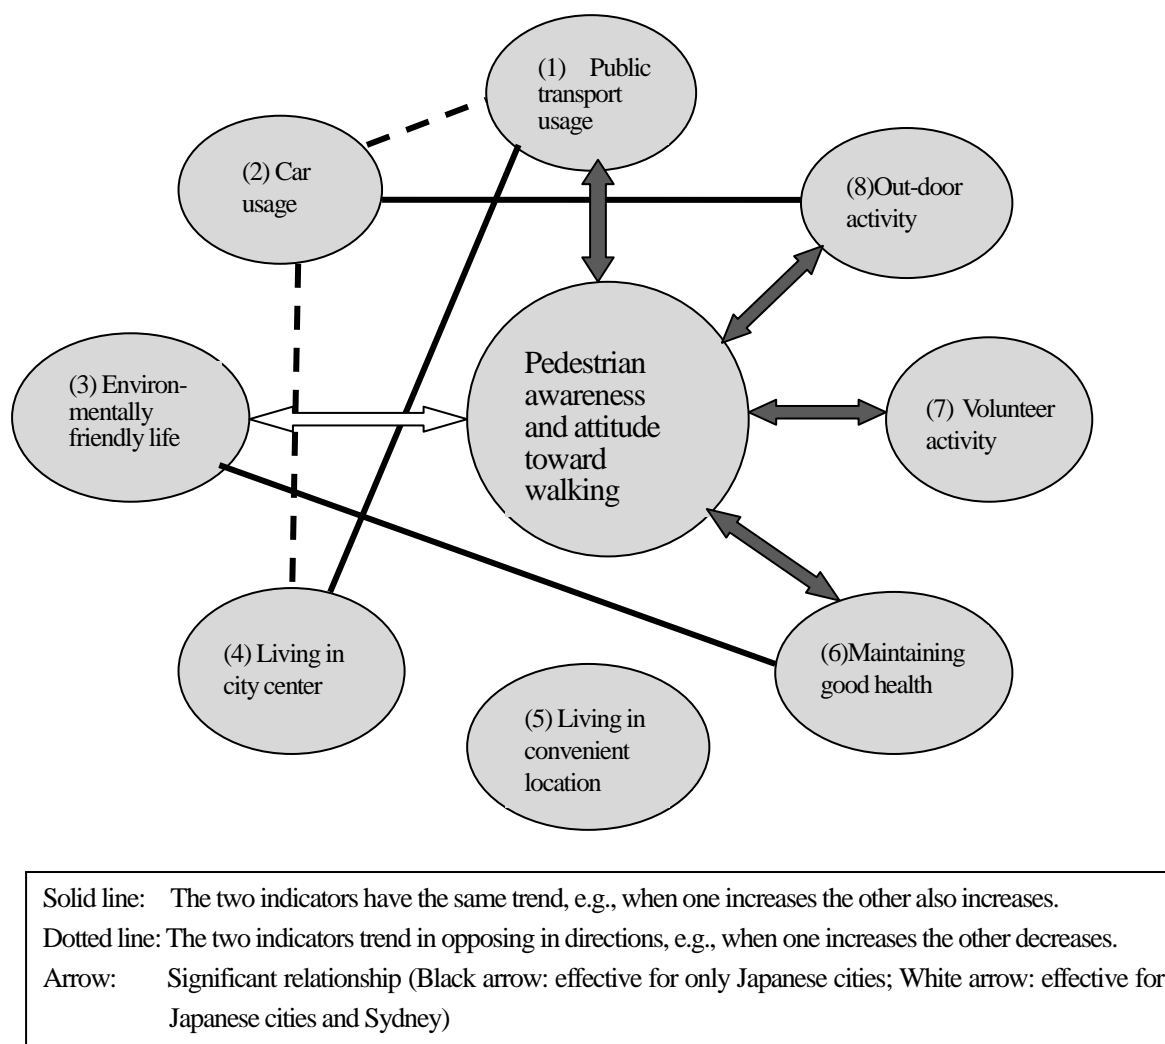 (1) Public
transport
usage
(2) Car
usage
(8)Out-door
activity
(3) Environ-
mentally
friendly life
Pedestrian
awareness
and attitude
toward
walking
(7) Volunteer
activity
(4) Living in
city center
(6)Maintaining
good health
(5) Living in
convenient
location
Solid line: The two indicators have the same trend, e.g., when one increases the other also increases.
Dotted line: The two indicators trend in opposing in directions, e.g., when one increases the other decreases.
Arrow: Significant relationship (Black arrow: effective for only Japanese cities; White arrow: effective for
Japanese cities and Sydney)